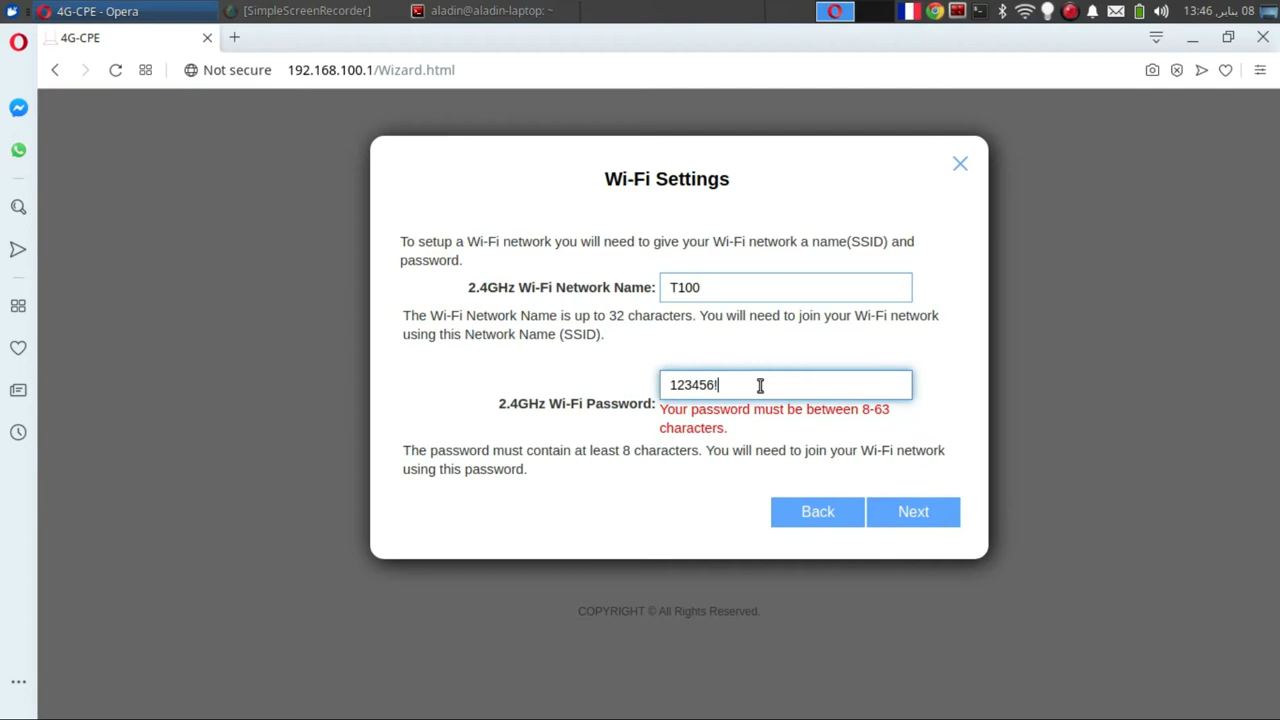 4G-CPE - Opera
[SimpleScreenRecorder]
aladin@aladin-laptop: ~
13:46 ,يناير 08
4G-CPE
Not secure 192.168.100.1/Wizard.html
Wi-Fi Settings
To setup a Wi-Fi network you will need to give your Wi-Fi network a name(SSID) and
password.
2.4GHz Wi-Fi Network Name: T100
The Wi-Fi Network Name is up to 32 characters. You will need to join your Wi-Fi network
using this Network Name (SSID).
123456!
2.4GHz Wi-Fi Password:
Your password must be between 8-63
characters.
The password must contain at least 8 characters. You will need to join your Wi-Fi network
using this password.
Back Next
COPYRIGHT © All Rights Reserved.